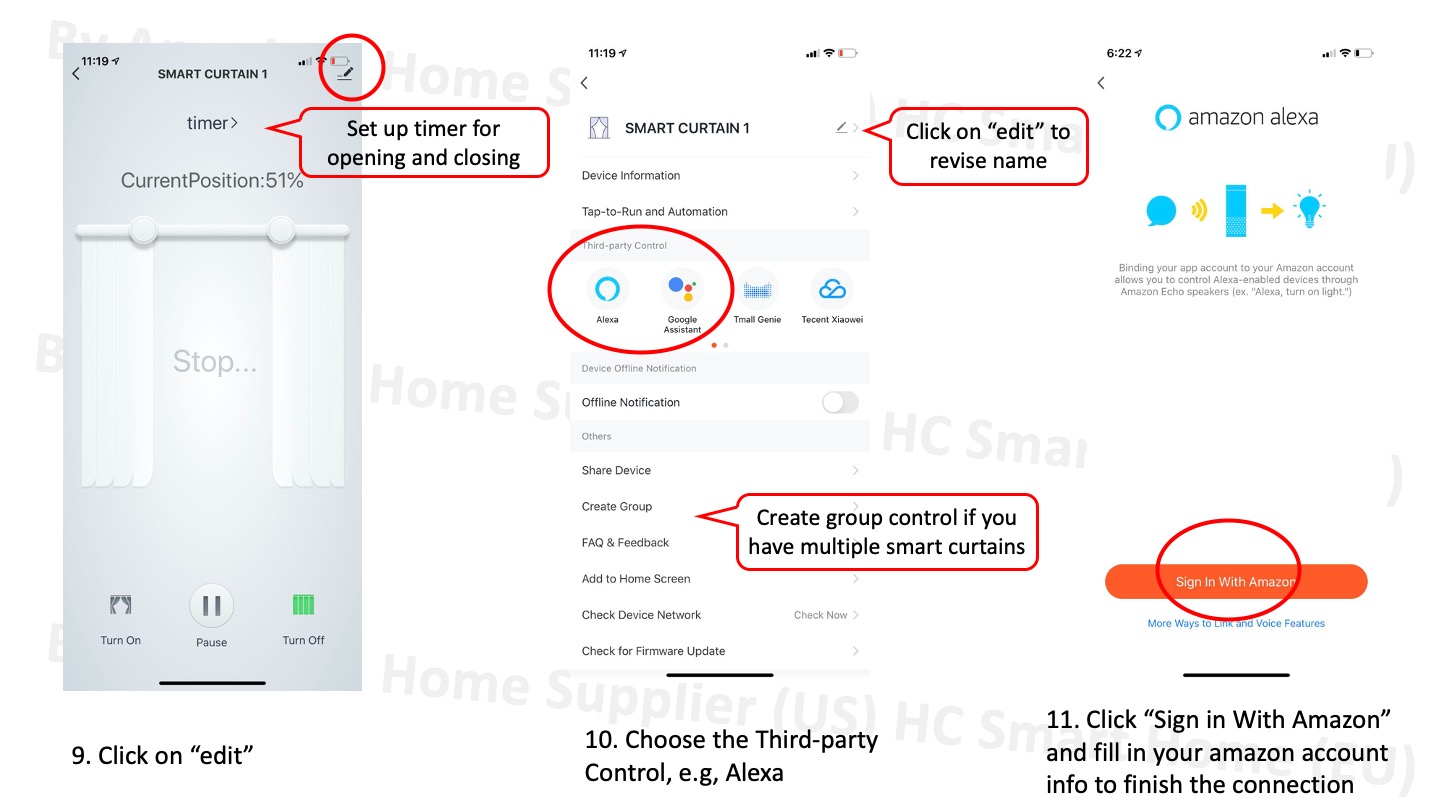 11:19
SMART CURTAIN 1
timer>
Set up timer for
opening and closing
CurrentPosition:51%
Stop...
Turn On
Pause
Turn Off
9. Click on “edit”
11:19
SMART CURTAIN 1
Click on “edit” to
revise name
Device Information
Tap-to-Run and Automation
Third-party Control
Alexa
Google
Assistant
Tmall Genie
Tecent Xiaowei
Device Offline Notification
Offline Notification
Others
Share Device
Create Group
Create group control if you
have multiple smart curtains
FAQ & Feedback
Add to Home Screen
Check Device Network
Check Now
Check for Firmware Update
10. Choose the Third-party
Control, e.g, Alexa
6:22
amazon alexa
Binding your app account to your Amazon account
allows you to control Alexa-enabled devices through
Amazon Echo speakers (ex. "Alexa, turn on light.")
Sign In With Amazon
More Ways to Link and Voice Features
11. Click “Sign in With Amazon”
and fill in your amazon account
info to finish the connection
Home S
HC Sma
Home Su
HC Smar
Home Supplier (US) HC Smart Home (EU)